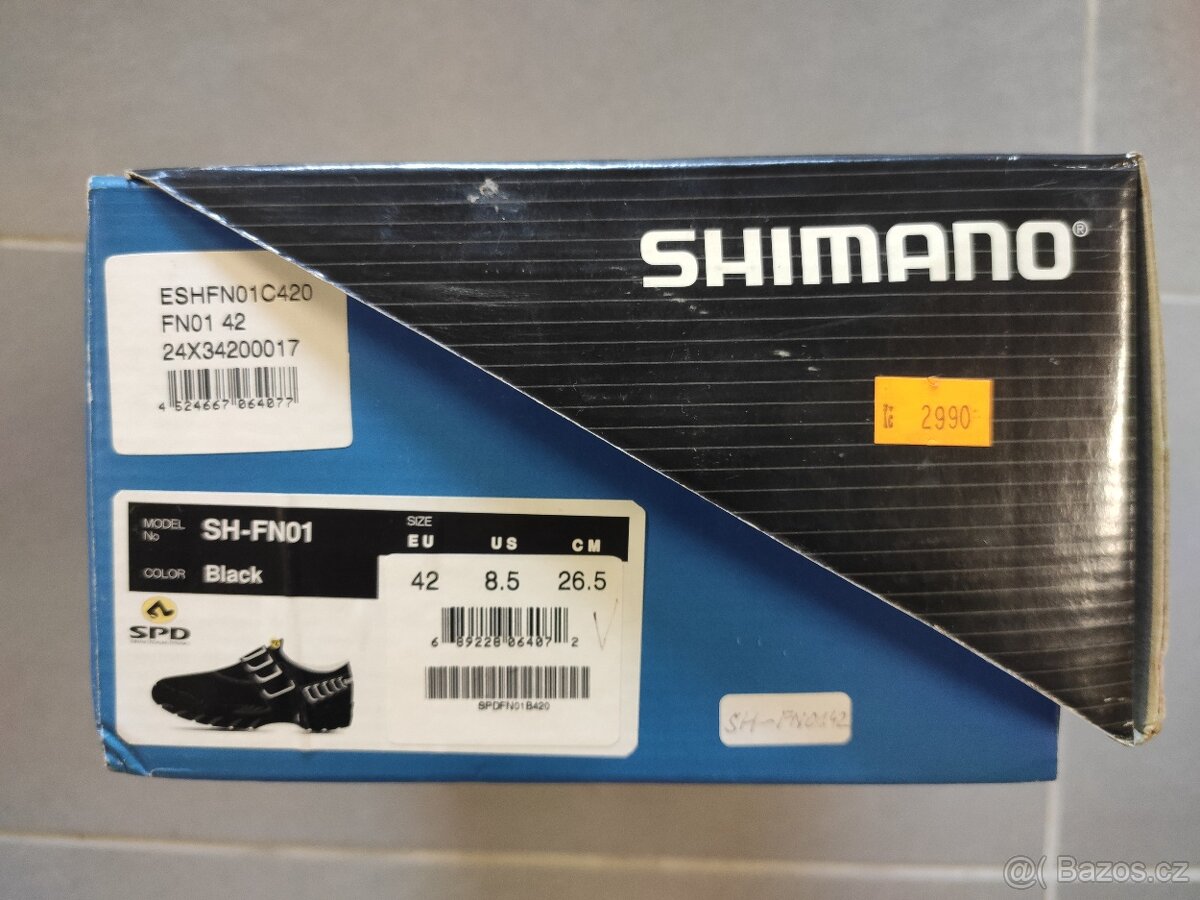 SHIMANO®
ESHFN01C420
FN01 42
24X34200017
4 524667 064077
2990
MODEL No SH-FN01
COLOR Black
SIZE
EU US CM
42 8.5 26.5
6 89228 06407 2
SPDFN01B420
SPD
SH-FN0142
@( Bazos.cz